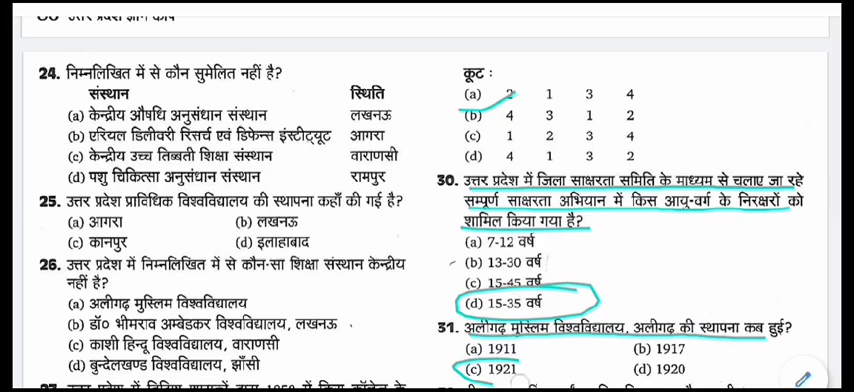 उत्तर प्रदेश ज्ञान कोष
24. निम्नलिखित में से कौन सुमेलित नहीं है?
संस्थान स्थिति
(a) केन्द्रीय औषधि अनुसंधान संस्थान लखनऊ
(b) एरियल डिलीवरी रिसर्च एवं डिफेन्स इंस्टीट्यूट आगरा
(c) केन्द्रीय उच्च तिब्बती शिक्षा संस्थान वाराणसी
(d) पशु चिकित्सा अनुसंधान संस्थान रामपुर
25. उत्तर प्रदेश प्राविधिक विश्वविद्यालय की स्थापना कहाँ की गई है?
(a) आगरा (b) लखनऊ
(c) कानपुर (d) इलाहाबाद
26. उत्तर प्रदेश में निम्नलिखित में से कौन-सा शिक्षा संस्थान केन्द्रीय
नहीं है?
(a) अलीगढ़ मुस्लिम विश्वविद्यालय
(b) डॉ० भीमराव अम्बेडकर विश्वविद्यालय, लखनऊ
(c) काशी हिन्दू विश्वविद्यालय, वाराणसी
(d) बुन्देलखण्ड विश्वविद्यालय, झाँसी
कूट :
(a) 2 1 3 4
(b) 4 3 1 2
(c) 1 2 3 4
(d) 4 1 3 2
30. उत्तर प्रदेश में जिला साक्षरता समिति के माध्यम से चलाए जा रहे
सम्पूर्ण साक्षरता अभियान में किस आयु-वर्ग के निरक्षरों को
शामिल किया गया है?
(a) 7-12 वर्ष
(b) 13-30 वर्ष
(c) 15-45 वर्ष
(d) 15-35 वर्ष
31. अलीगढ़ मुस्लिम विश्वविद्यालय, अलीगढ़ की स्थापना कब हुई?
(a) 1911 (b) 1917
(c) 1921 (d) 1920